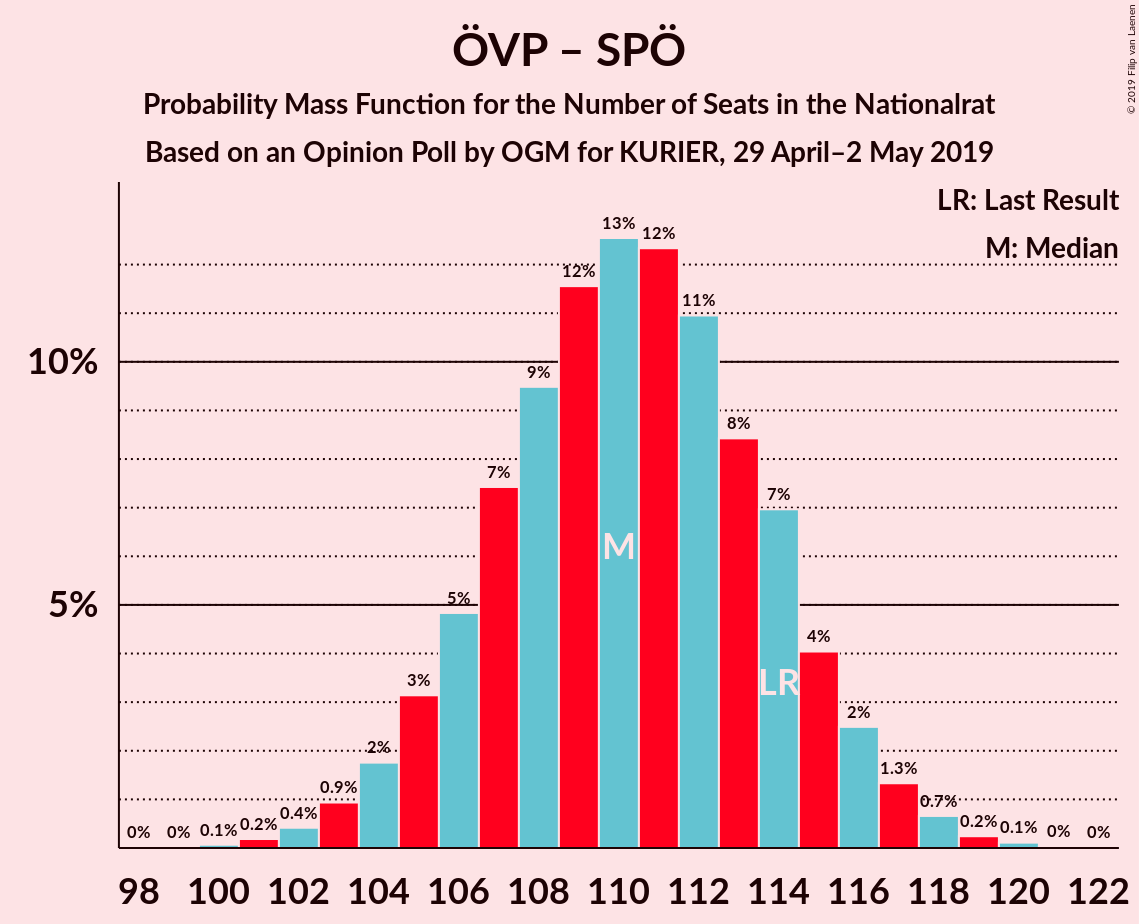 ÖVP – SPÖ
Probability Mass Function for the Number of Seats in the Nationalrat
Based on an Opinion Poll by OGM for KURIER, 29 April–2 May 2019
© 2019 Filip van Laenen
LR: Last Result
M: Median
10%
5%
0% 0% 0.1% 0.2% 0.4% 0.9% 2% 3% 5% 7% 9% 12% 13% 12% 11% 8% 7% 4% 2% 1.3% 0.7% 0.2% 0.1% 0% 0%
M
LR
98 100 102 104 106 108 110 112 114 116 118 120 122